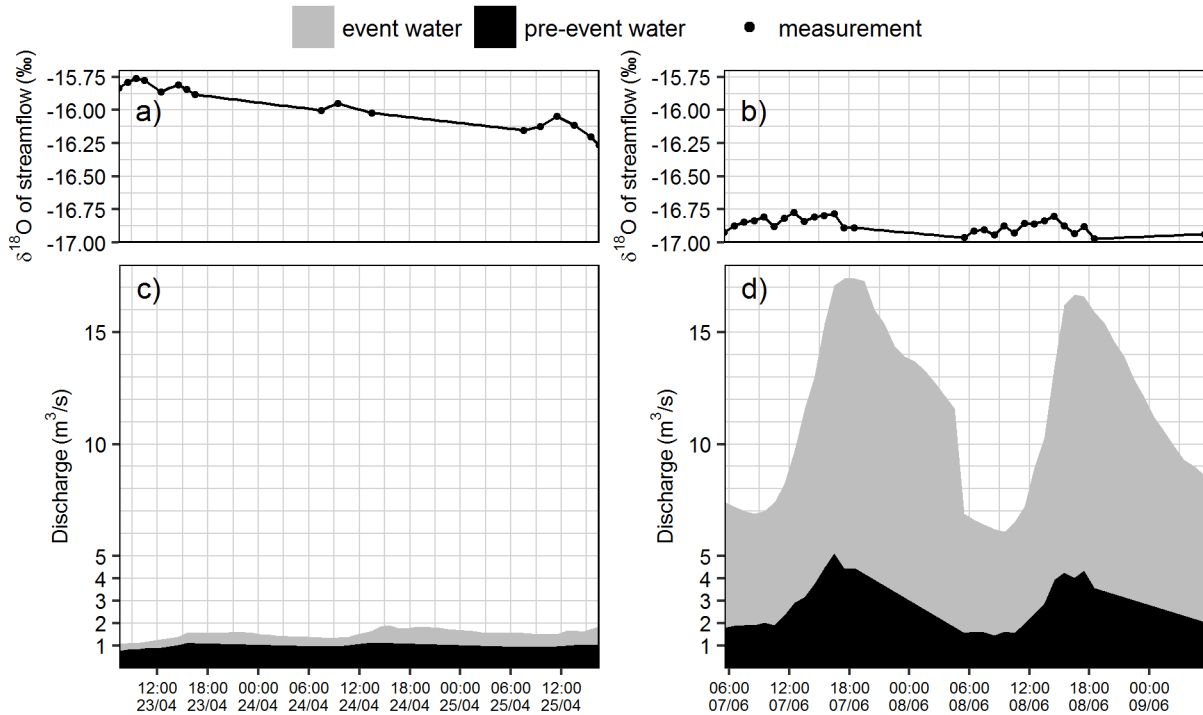 event water pre-event water measurement
δ¹⁸O of streamflow (‰)
-15.75
-16.00
-16.25
-16.50
-16.75
-17.00
a)
δ¹⁸O of streamflow (‰)
-15.75
-16.00
-16.25
-16.50
-16.75
-17.00
b)
Discharge (m³/s)
15
10
5
4
3
2
1
c)
12:00 18:00 00:00 06:00 12:00 18:00 00:00 06:00 12:00
23/04 23/04 24/04 24/04 24/04 24/04 25/04 25/04 25/04
Discharge (m³/s)
15
10
5
4
3
2
1
d)
06:00 12:00 18:00 00:00 06:00 12:00 18:00 00:00
07/06 07/06 07/06 08/06 08/06 08/06 08/06 09/06